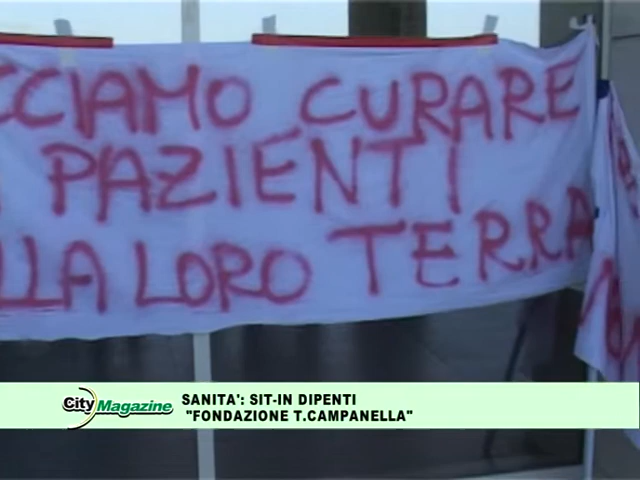 CCIAMO CURARE
I PAZIENTI
LLA LORO TERRA
City Magazine
SANITA': SIT-IN DIPENTI
"FONDAZIONE T.CAMPANELLA"